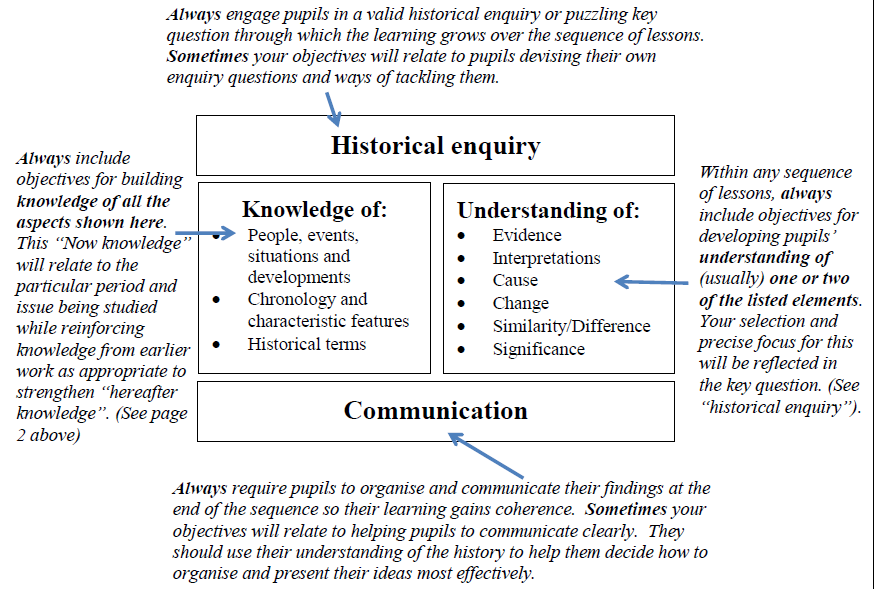 Always engage pupils in a valid historical enquiry or puzzling key
question through which the learning grows over the sequence of lessons.
Sometimes your objectives will relate to pupils devising their own
enquiry questions and ways of tackling them.
Historical enquiry
Always include
objectives for building
knowledge of all the
aspects shown here.
This “Now knowledge”
will relate to the
particular period and
issue being studied
while reinforcing
knowledge from earlier
work as appropriate to
strengthen “hereafter
knowledge”. (See page
2 above)
Knowledge of:
• People, events,
situations and
developments
• Chronology and
characteristic features
• Historical terms
Understanding of:
• Evidence
• Interpretations
• Cause
• Change
• Similarity/Difference
• Significance
Within any sequence
of lessons, always
include objectives for
developing pupils’
understanding of
(usually) one or two
of the listed elements.
Your selection and
precise focus for this
will be reflected in
the key question. (See
“historical enquiry”).
Communication
Always require pupils to organise and communicate their findings at the
end of the sequence so their learning gains coherence. Sometimes your
objectives will relate to helping pupils to communicate clearly. They
should use their understanding of the history to help them decide how to
organise and present their ideas most effectively.